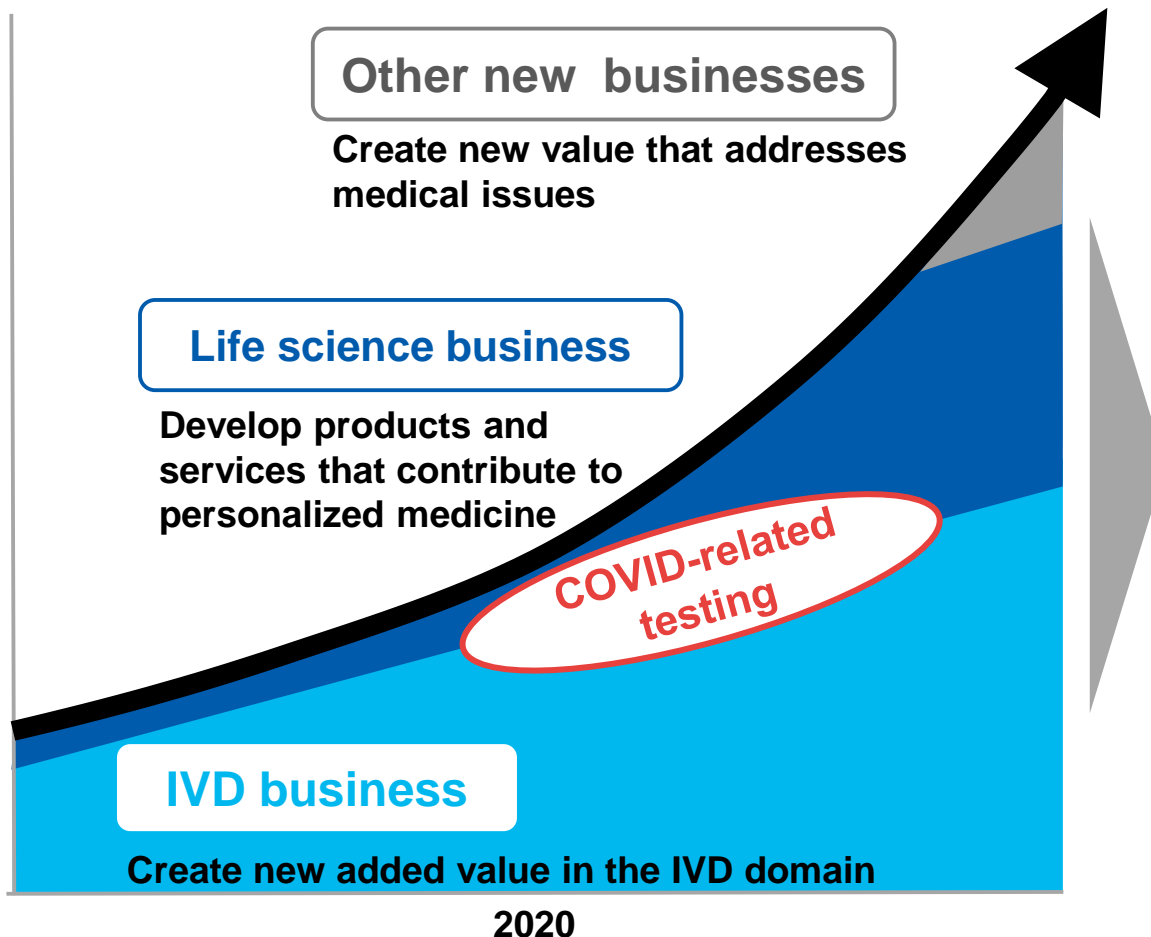 Other new businesses
Create new value that addresses
medical issues
Life science business
Develop products and
services that contribute to
personalized medicine
COVID-related
testing
IVD business
Create new added value in the IVD domain
2020